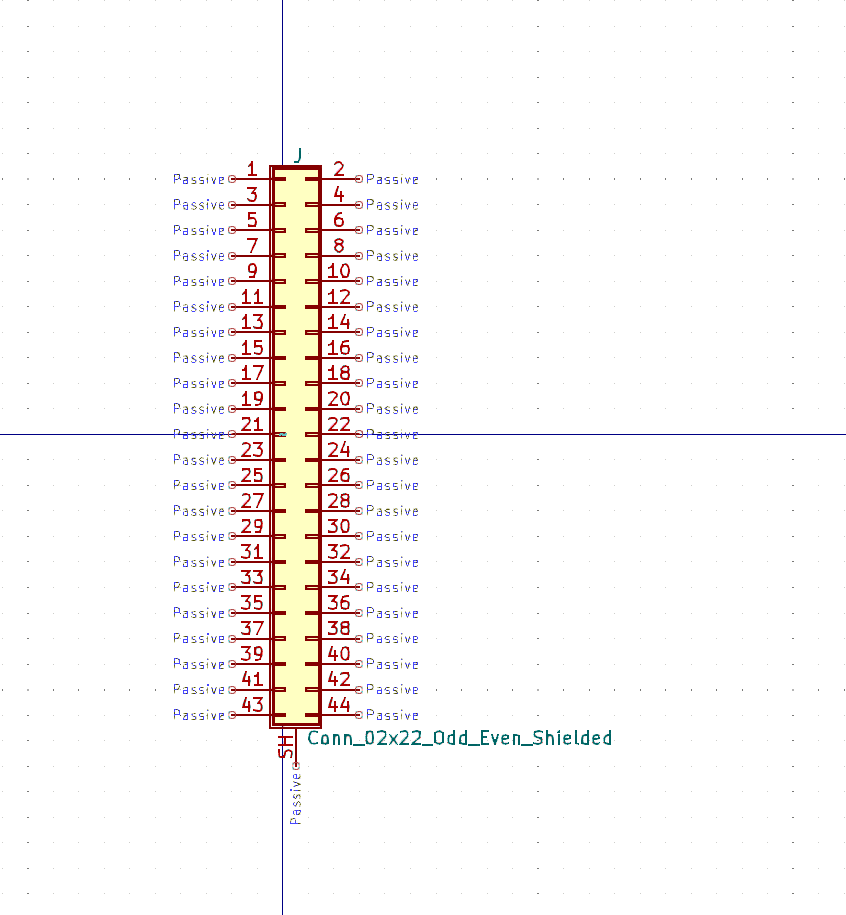 J
Passive 1 2 Passive
Passive 3 4 Passive
Passive 5 6 Passive
Passive 7 8 Passive
Passive 9 10 Passive
Passive 11 12 Passive
Passive 13 14 Passive
Passive 15 16 Passive
Passive 17 18 Passive
Passive 19 20 Passive
Passive 21 22 Passive
Passive 23 24 Passive
Passive 25 26 Passive
Passive 27 28 Passive
Passive 29 30 Passive
Passive 31 32 Passive
Passive 33 34 Passive
Passive 35 36 Passive
Passive 37 38 Passive
Passive 39 40 Passive
Passive 41 42 Passive
Passive 43 44 Passive
SH Conn_02x22_Odd_Even_Shielded
Passive